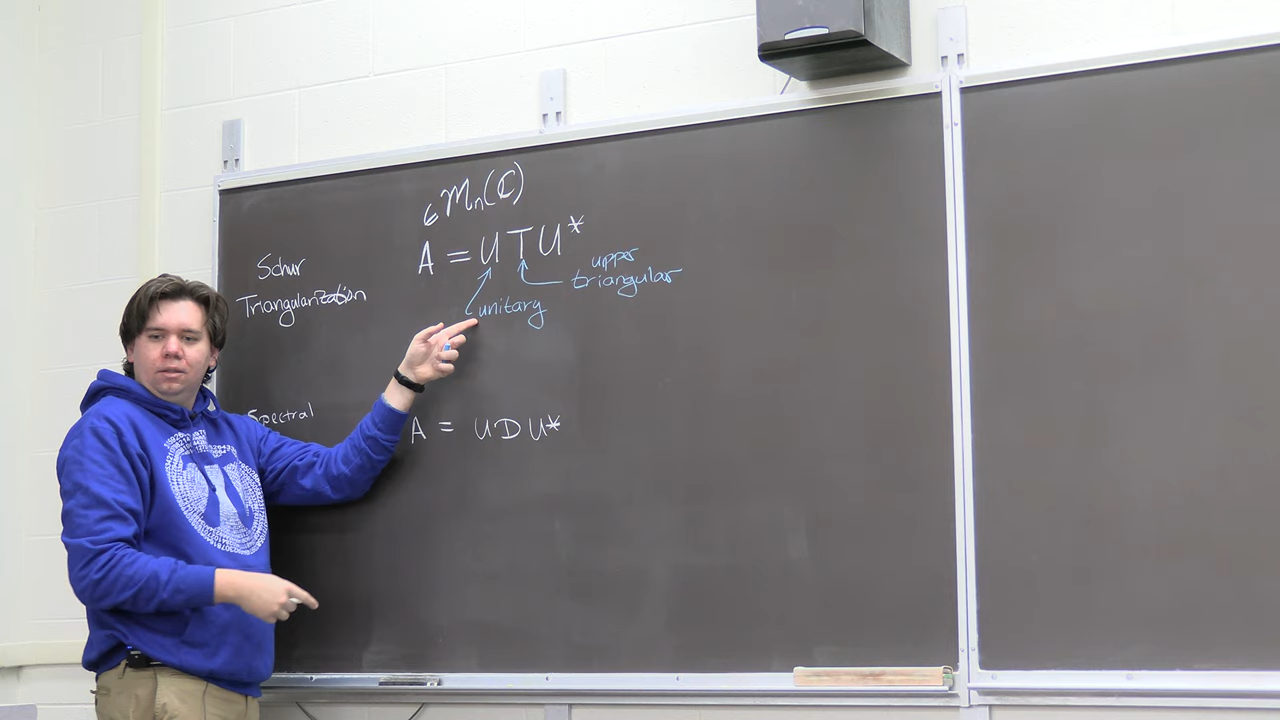 ∈ Mₙ(ℂ)
A = U T U*
Schur
Triangularization
upper
triangular
unitary
Spectral
A = U D U*